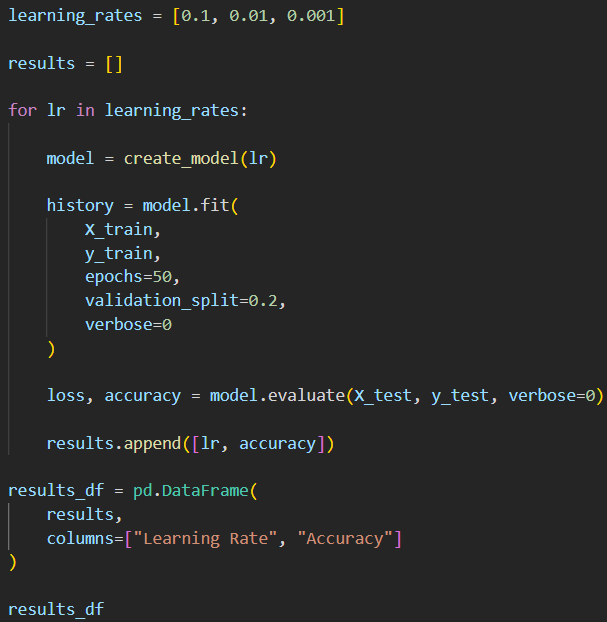 learning_rates = [0.1, 0.01, 0.001]
results = []
for lr in learning_rates:
    model = create_model(lr)
    history = model.fit(
        X_train,
        y_train,
        epochs=50,
        validation_split=0.2,
        verbose=0
    )
    loss, accuracy = model.evaluate(X_test, y_test, verbose=0)
    results.append([lr, accuracy])
results_df = pd.DataFrame(
    results,
    columns=["Learning Rate", "Accuracy"]
)
results_df